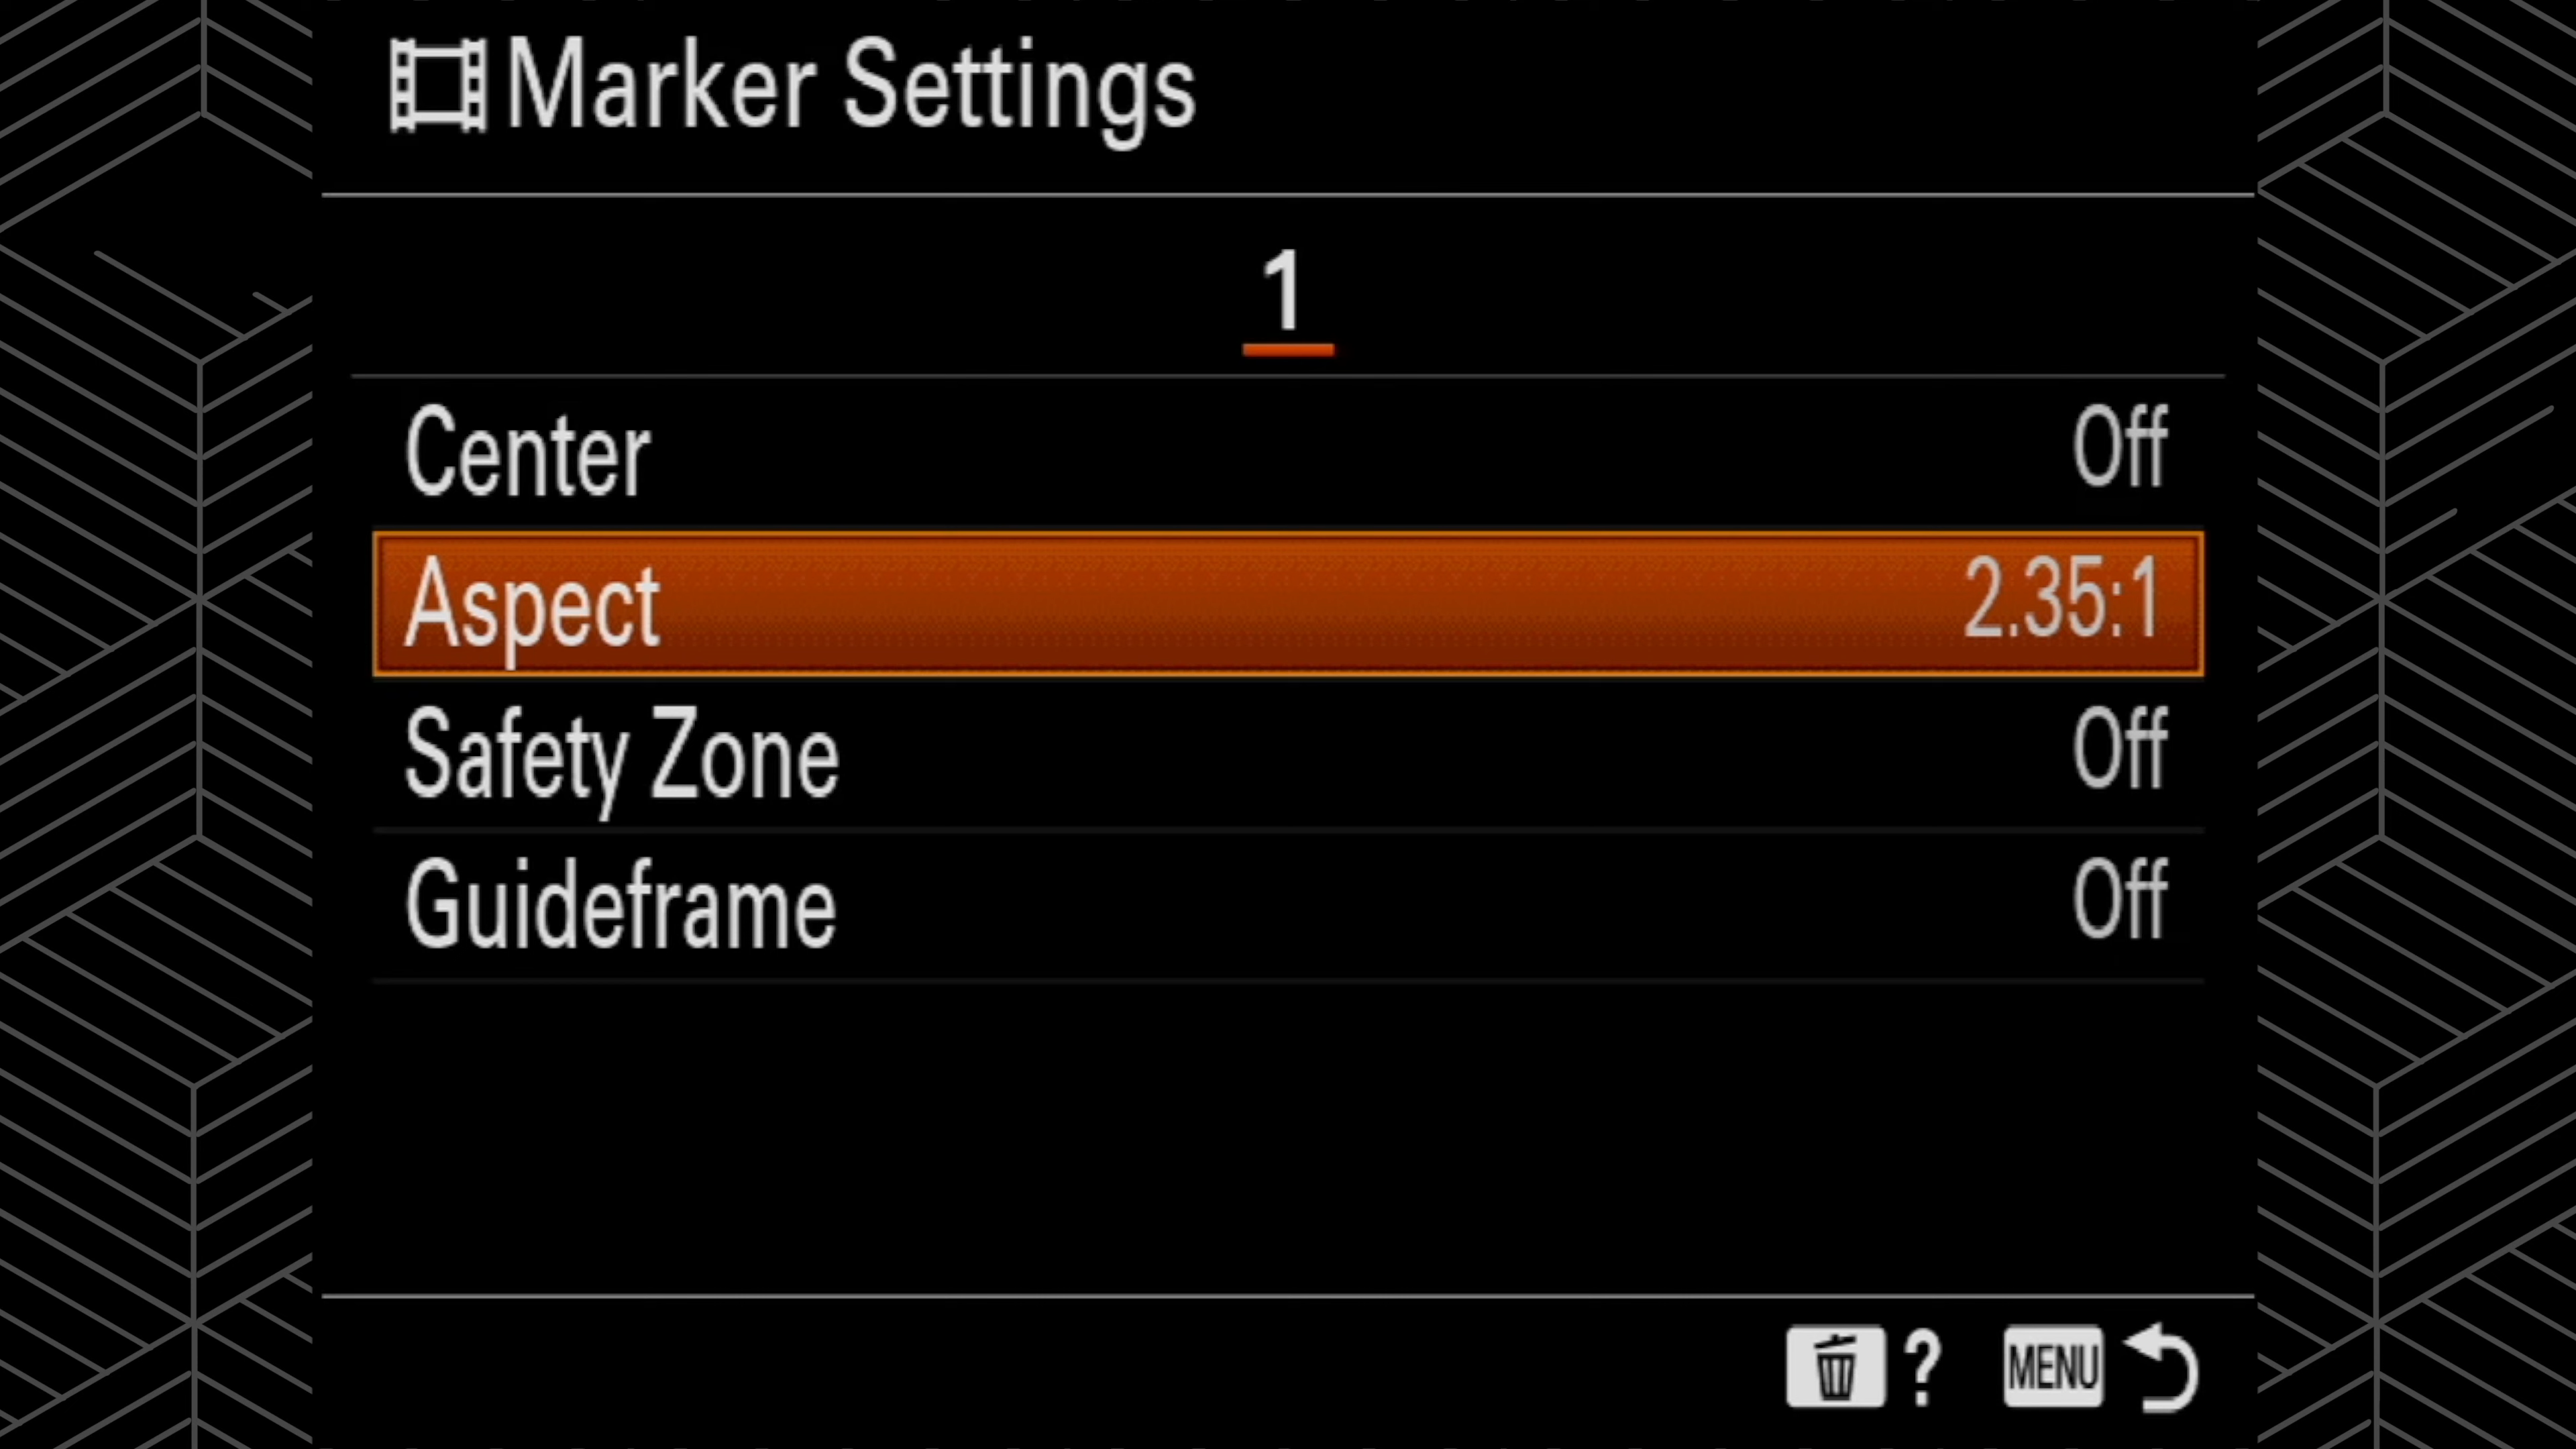 Marker Settings
1
Center Off
Aspect 2.35:1
Safety Zone Off
Guideframe Off
? MENU